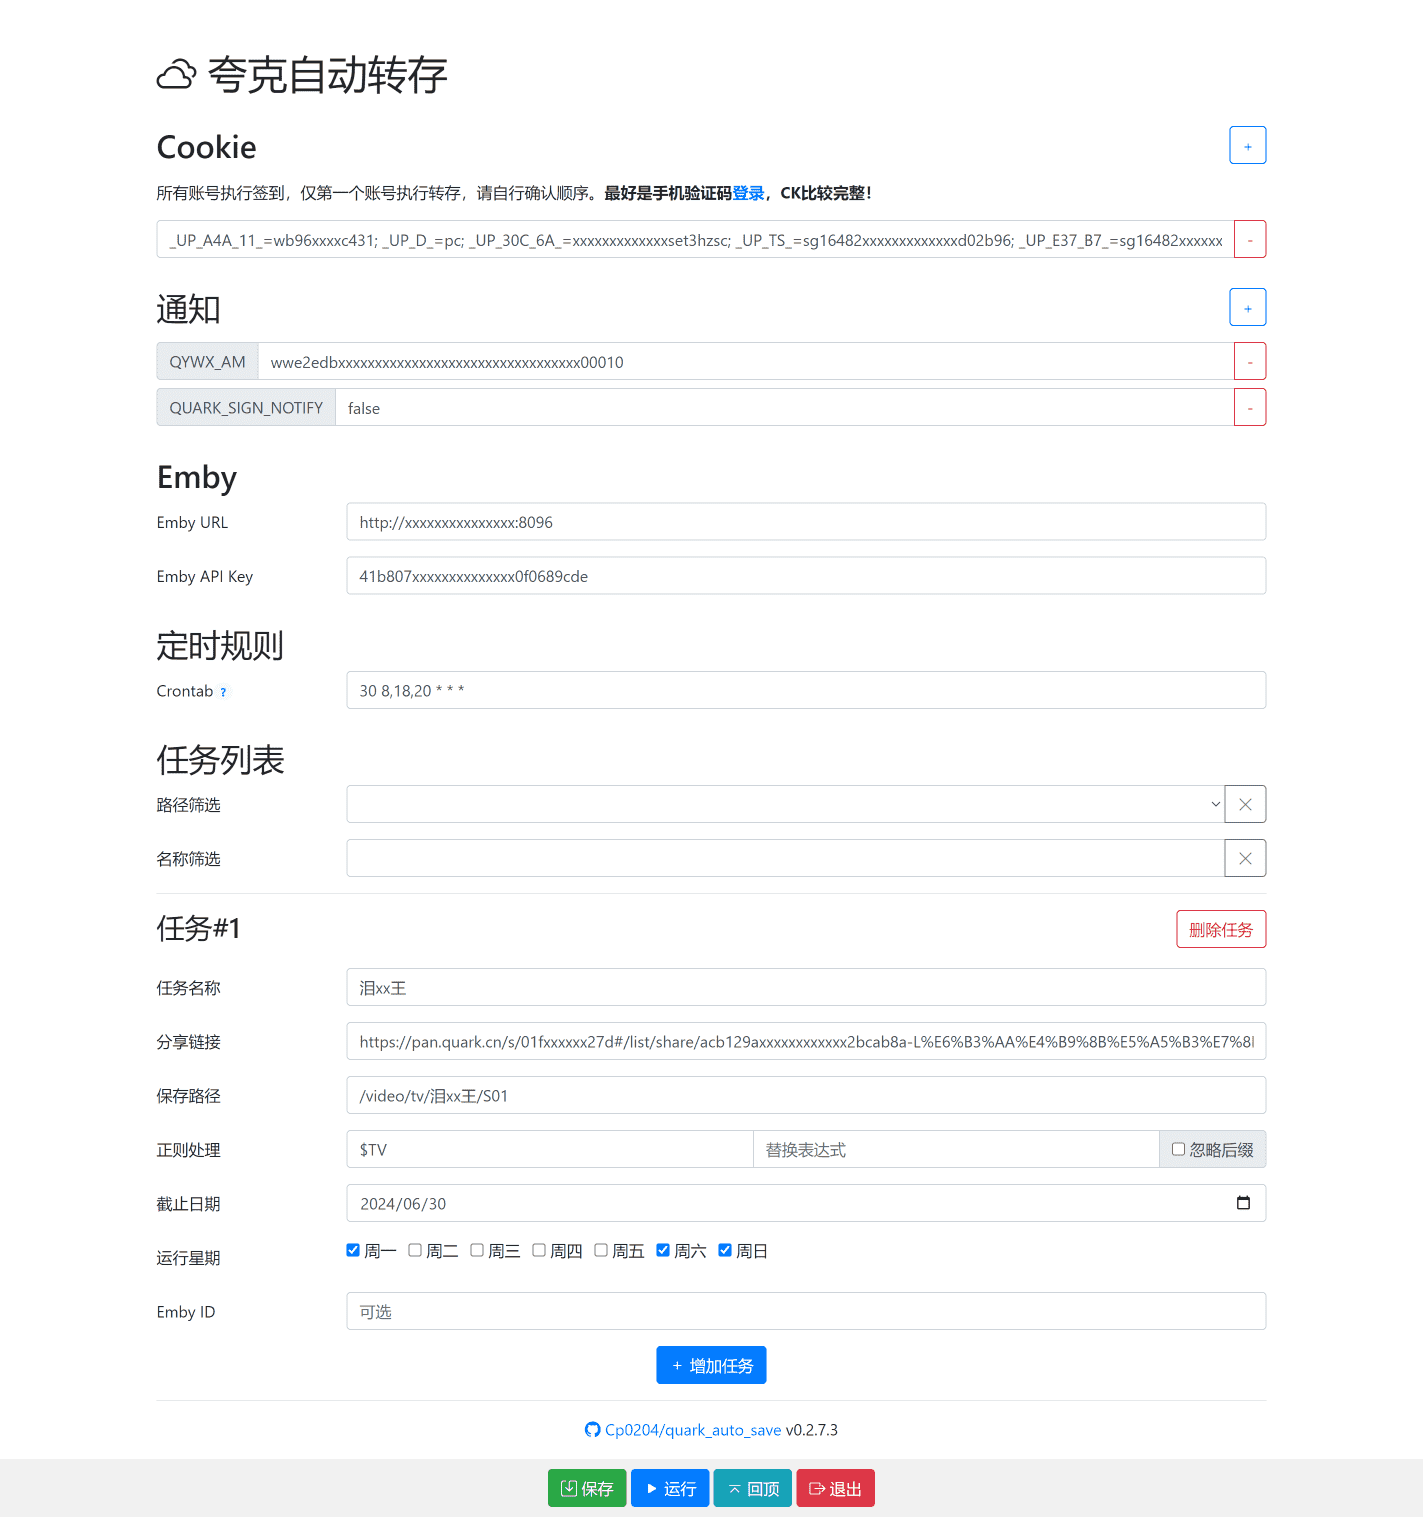 夸克自动转存
Cookie
+
所有账号执行签到，仅第一个账号执行转存，请自行确认顺序。最好是手机验证码登录，CK比较完整！
_UP_A4A_11_=wb96xxxxc431; _UP_D_=pc; _UP_30C_6A_=xxxxxxxxxxxxxset3hzsc; _UP_TS_=sg16482xxxxxxxxxxxxxd02b96; _UP_E37_B7_=sg16482xxxxxx -
通知
+
QYWX_AM wwe2edbxxxxxxxxxxxxxxxxxxxxxxxxxxxxxxxxx00010 -
QUARK_SIGN_NOTIFY false -
Emby
Emby URL http://xxxxxxxxxxxxxxx:8096
Emby API Key 41b807xxxxxxxxxxxxxx0f0689cde
定时规则
Crontab ? 30 8,18,20 * * *
任务列表
路径筛选
名称筛选
任务#1 删除任务
任务名称 泪xx王
分享链接 https://pan.quark.cn/s/01fxxxxxx27d#/list/share/acb129axxxxxxxxxxxx2bcab8a-L%E6%B3%AA%E4%B9%8B%E5%A5%B3%E7%8
保存路径 /video/tv/泪xx王/S01
正则处理 $TV 替换表达式 忽略后缀
截止日期 2024/06/30
运行星期 周一 周二 周三 周四 周五 周六 周日
Emby ID 可选
+ 增加任务
Cp0204/quark_auto_save v0.2.7.3
保存 运行 回顶 退出